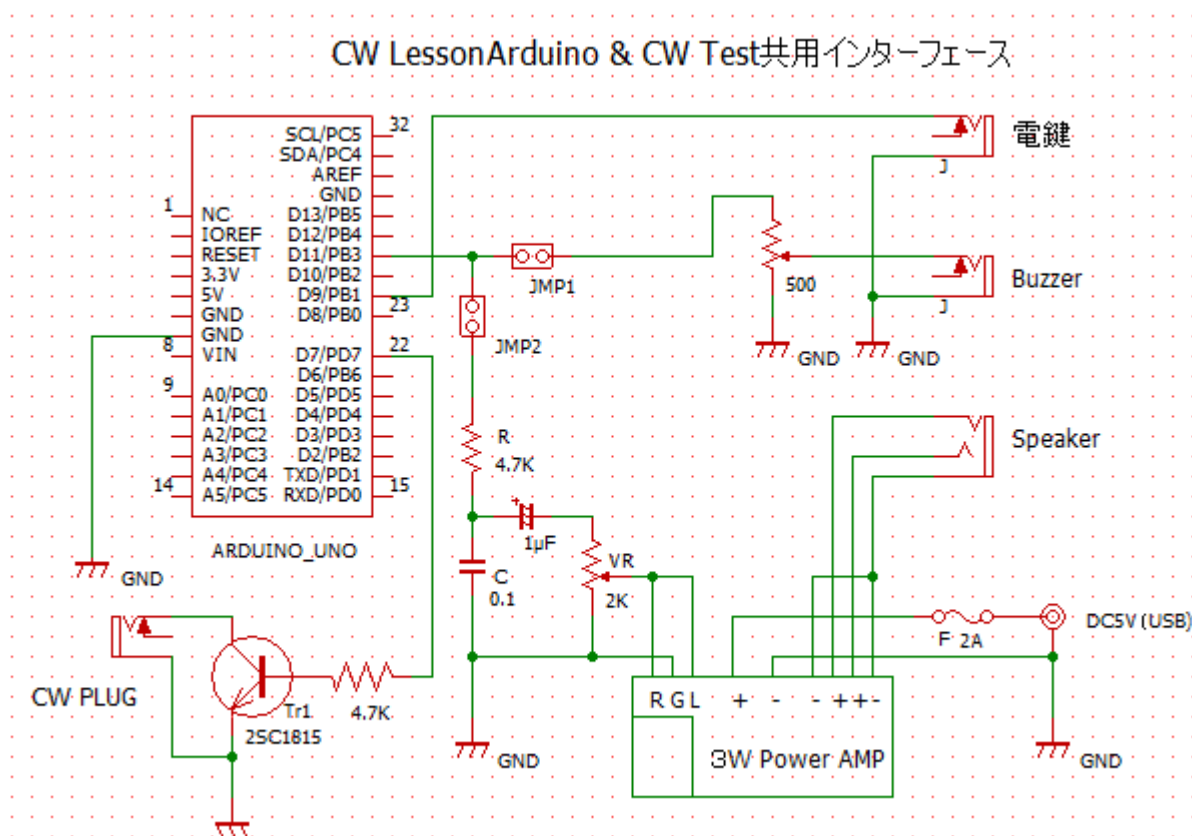 CW LessonArduino & CW Test共用インターフェース
32
SCL/PC5
SDA/PC4
AREF
GND
1
NC
D13/PB5
IOREF
D12/PB4
RESET
D11/PB3
3.3V
D10/PB2
5V
D9/PB1
23
GND
D8/PB0
GND
8
VIN
D7/PD7
22
D6/PB6
9
A0/PC0
D5/PD5
A1/PC1
D4/PD4
A2/PC2
D3/PD3
A3/PC3
D2/PB2
A4/PC4
TXD/PD1
14
A5/PC5
RXD/PD0
15
ARDUINO_UNO
GND
電鍵
J
JMP1
500
Buzzer
J
JMP2
GND
GND
R
4.7K
Speaker
+
1μF
C
0.1
VR
2K
F 2A
DC5V (USB)
CW PLUG
Tr1
2SC1815
4.7K
R G L + - - + + -
3W Power AMP
GND
GND